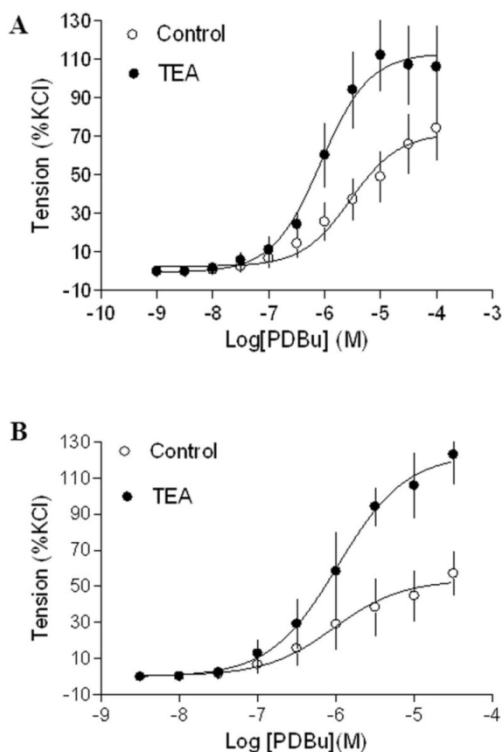 A
Control
TEA
Tension (%KCl)
130
110
90
70
50
30
10
-10
-10 -9 -8 -7 -6 -5 -4 -3
Log[PDBu] (M)
B
Control
TEA
Tension (%KCl)
130
110
90
70
50
30
10
-10
-9 -8 -7 -6 -5 -4
Log [PDBu](M)